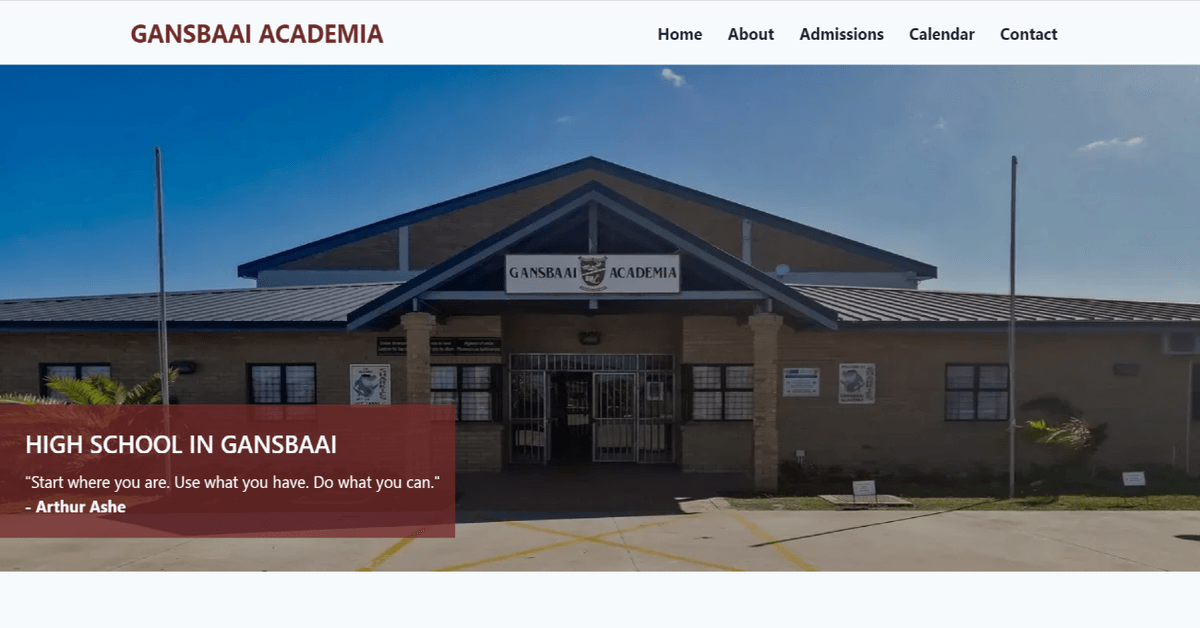 GANSBAAI ACADEMIA
Home About Admissions Calendar Contact
GANSBAAI ACADEMIA
HIGH SCHOOL IN GANSBAAI
"Start where you are. Use what you have. Do what you can."
- Arthur Ashe